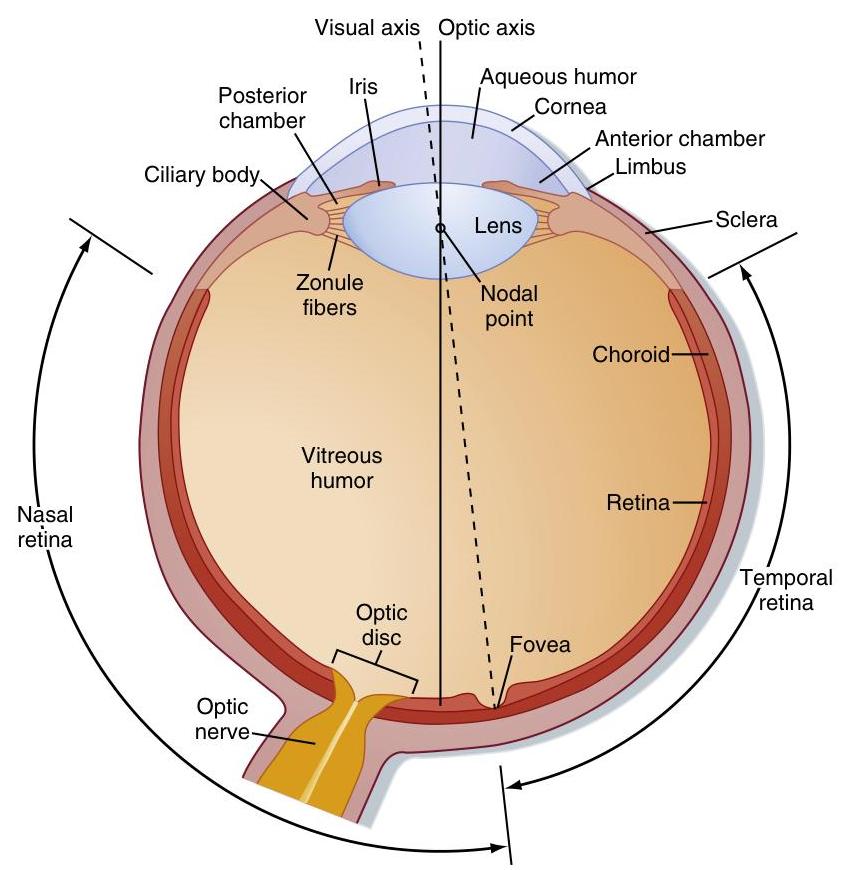 Visual axis
Optic axis
Aqueous humor
Iris
Cornea
Posterior
chamber
Anterior chamber
Limbus
Ciliary body
Sclera
Lens
Zonule
fibers
Nodal
point
Choroid
Vitreous
humor
Retina
Nasal
retina
Temporal
retina
Optic
disc
Fovea
Optic
nerve